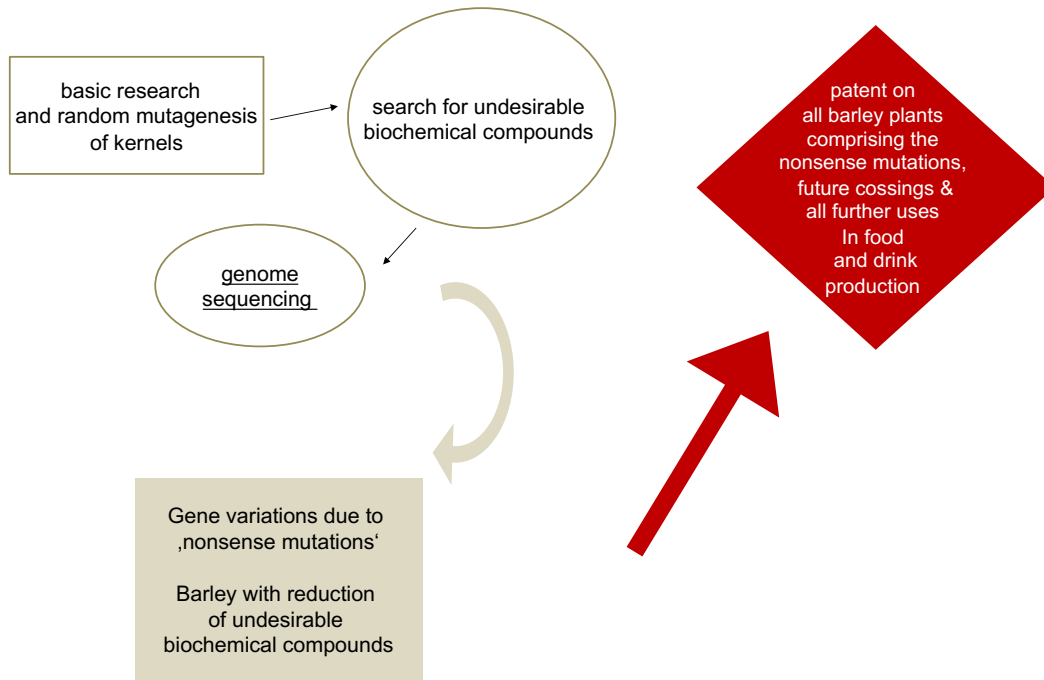 basic research
and random mutagenesis
of kernels
search for undesirable
biochemical compounds
genome
sequencing
Gene variations due to
‚nonsense mutations‘
Barley with reduction
of undesirable
biochemical compounds
patent on
all barley plants
comprising the
nonsense mutations,
future cossings &
all further uses
In food
and drink
production